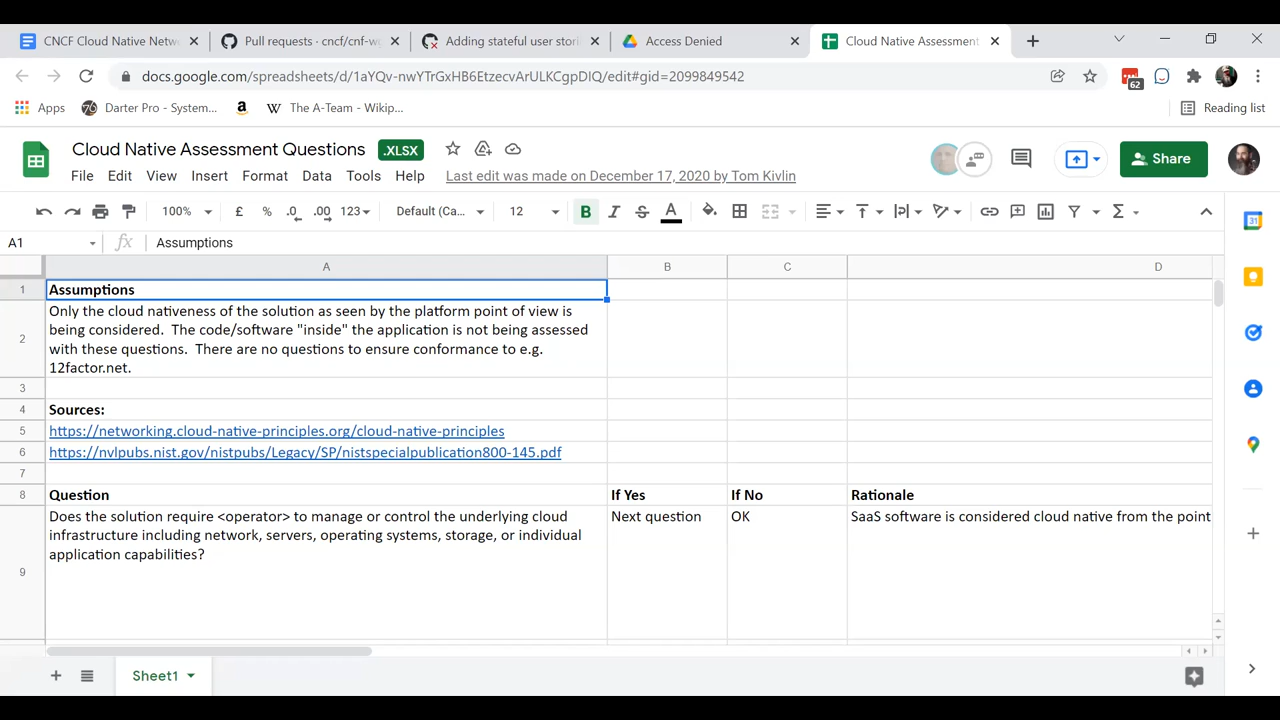 CNCF Cloud Native Netw
Pull requests · cncf/cnf-wg
Adding stateful user stori
Access Denied
Cloud Native Assessment
docs.google.com/spreadsheets/d/1aYQv-nwYTrGxHB6EtzecvArULKCgpDIQ/edit#gid=2099849542
62
Apps
76
Darter Pro - System...
a
W
The A-Team - Wikip...
Reading list
Cloud Native Assessment Questions
.XLSX
Share
File Edit View Insert Format Data Tools Help
Last edit was made on December 17, 2020 by Tom Kivlin
100%
£
%
.0
.00
123
Default (Ca...
12
B
I
S
A
31
A1
fx
Assumptions
A B C D
1
Assumptions
2
Only the cloud nativeness of the solution as seen by the platform point of view is
being considered. The code/software "inside" the application is not being assessed
with these questions. There are no questions to ensure conformance to e.g.
12factor.net.
3
4
Sources:
5
https://networking.cloud-native-principles.org/cloud-native-principles
6
https://nvlpubs.nist.gov/nistpubs/Legacy/SP/nistspecialpublication800-145.pdf
7
8
Question
If Yes
If No
Rationale
9
Does the solution require <operator> to manage or control the underlying cloud
infrastructure including network, servers, operating systems, storage, or individual
application capabilities?
Next question
OK
SaaS software is considered cloud native from the point
Sheet1